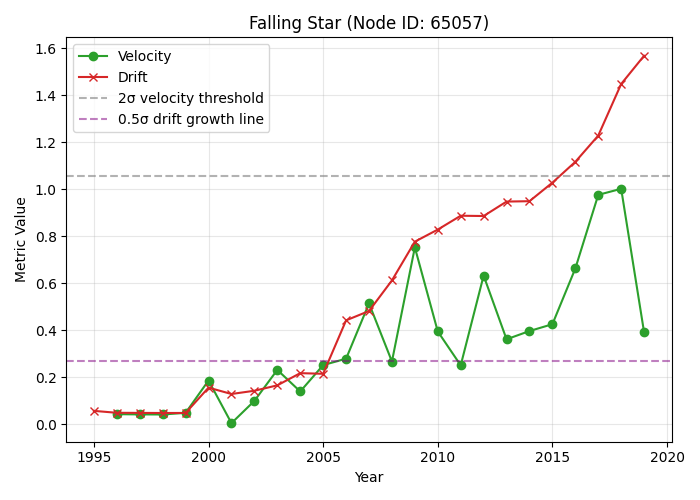 Falling Star (Node ID: 65057)
Velocity
Drift
2σ velocity threshold
0.5σ drift growth line
Metric Value
1.6
1.4
1.2
1.0
0.8
0.6
0.4
0.2
0.0
1995 2000 2005 2010 2015 2020
Year